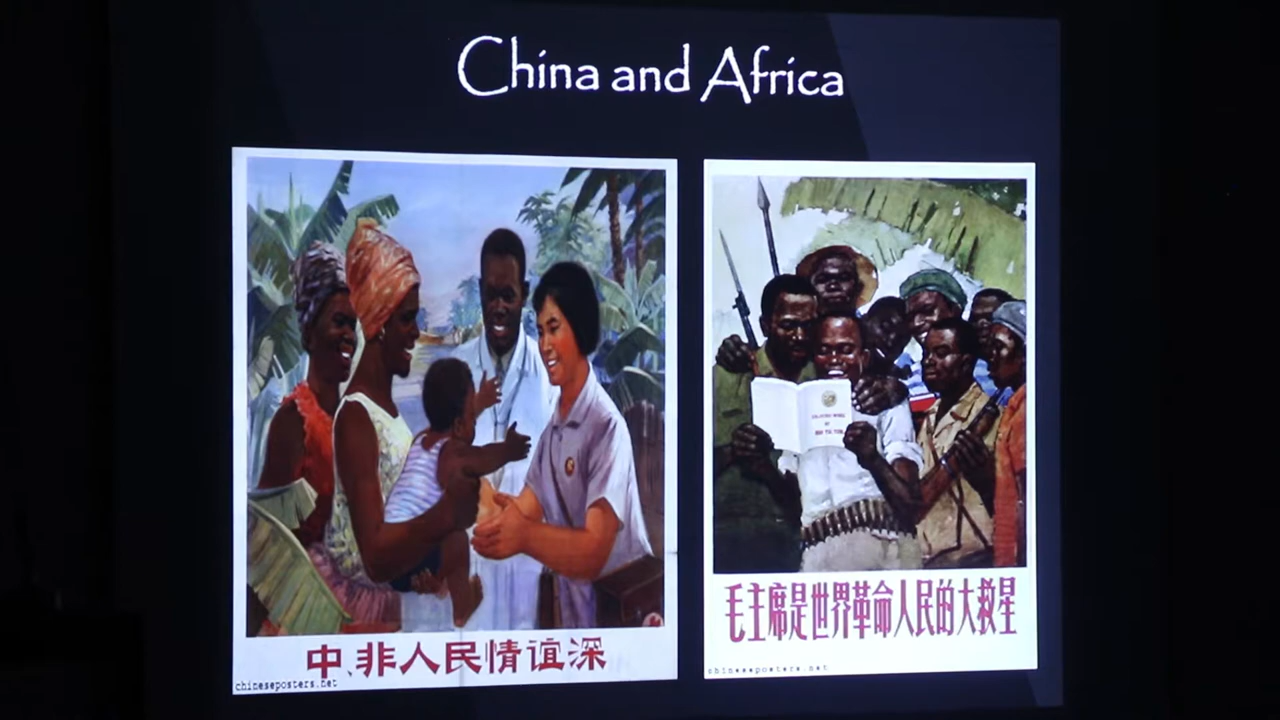 China and Africa
中、非人民情谊深
chineseposters.net
毛主席是世界革命人民的大救星
chineseposters.net